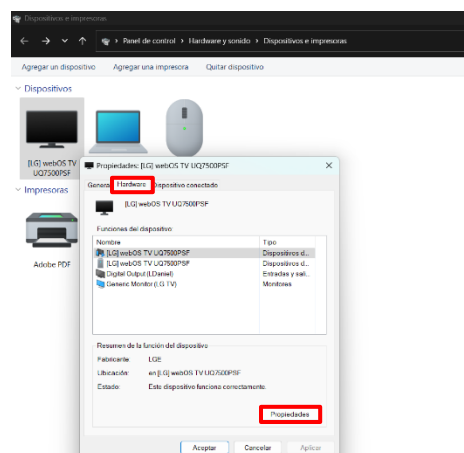 Dispositivos e impresoras
Panel de control > Hardware y sonido > Dispositivos e impresoras
Agregar un dispositivo Agregar una impresora Quitar dispositivo
Dispositivos
[LG] webOS TV
UQ7500PSF
Impresoras
Adobe PDF
Propiedades: [LG] webOS TV UQ7500PSF
General Hardware Dispositivo conectado
[LG] webOS TV UQ7500PSF
Funciones del dispositivo:
Nombre Tipo
[LG] webOS TV UQ7500PSF Dispositivos d...
[LG] webOS TV UQ7500PSF Dispositivos d...
Digital Output (LDaniel) Entradas y sali...
Generic Monitor (LG TV) Monitores
Resumen de la función del dispositivo
Fabricante: LGE
Ubicación: en [LG] webOS TV UQ7500PSF
Estado: Este dispositivo funciona correctamente.
Propiedades
Aceptar Cancelar Aplicar